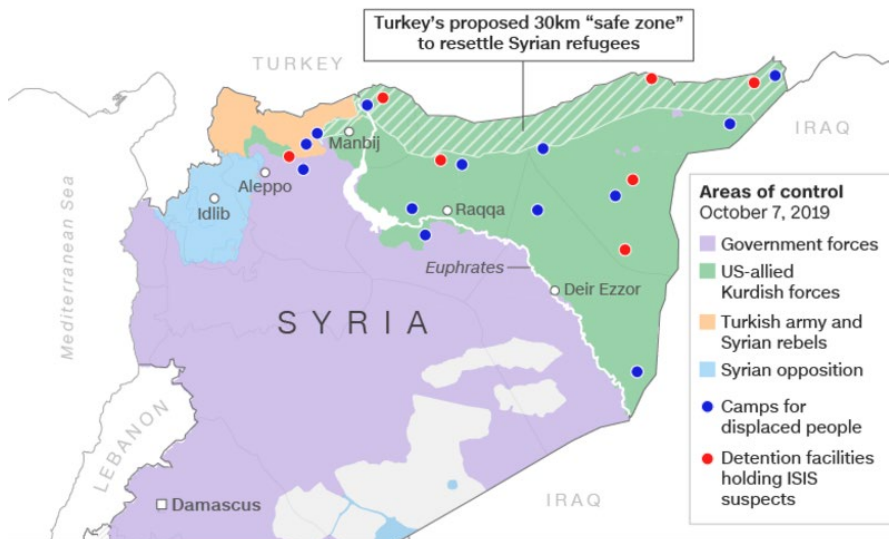 Turkey's proposed 30km “safe zone”
to resettle Syrian refugees
TURKEY
IRAQ
Manbij
Aleppo
Idlib
Raqqa
Mediterranean Sea
Euphrates
Deir Ezzor
SYRIA
LEBANON
Damascus
IRAQ
Areas of control
October 7, 2019
Government forces
US-allied
Kurdish forces
Turkish army and
Syrian rebels
Syrian opposition
Camps for
displaced people
Detention facilities
holding ISIS
suspects